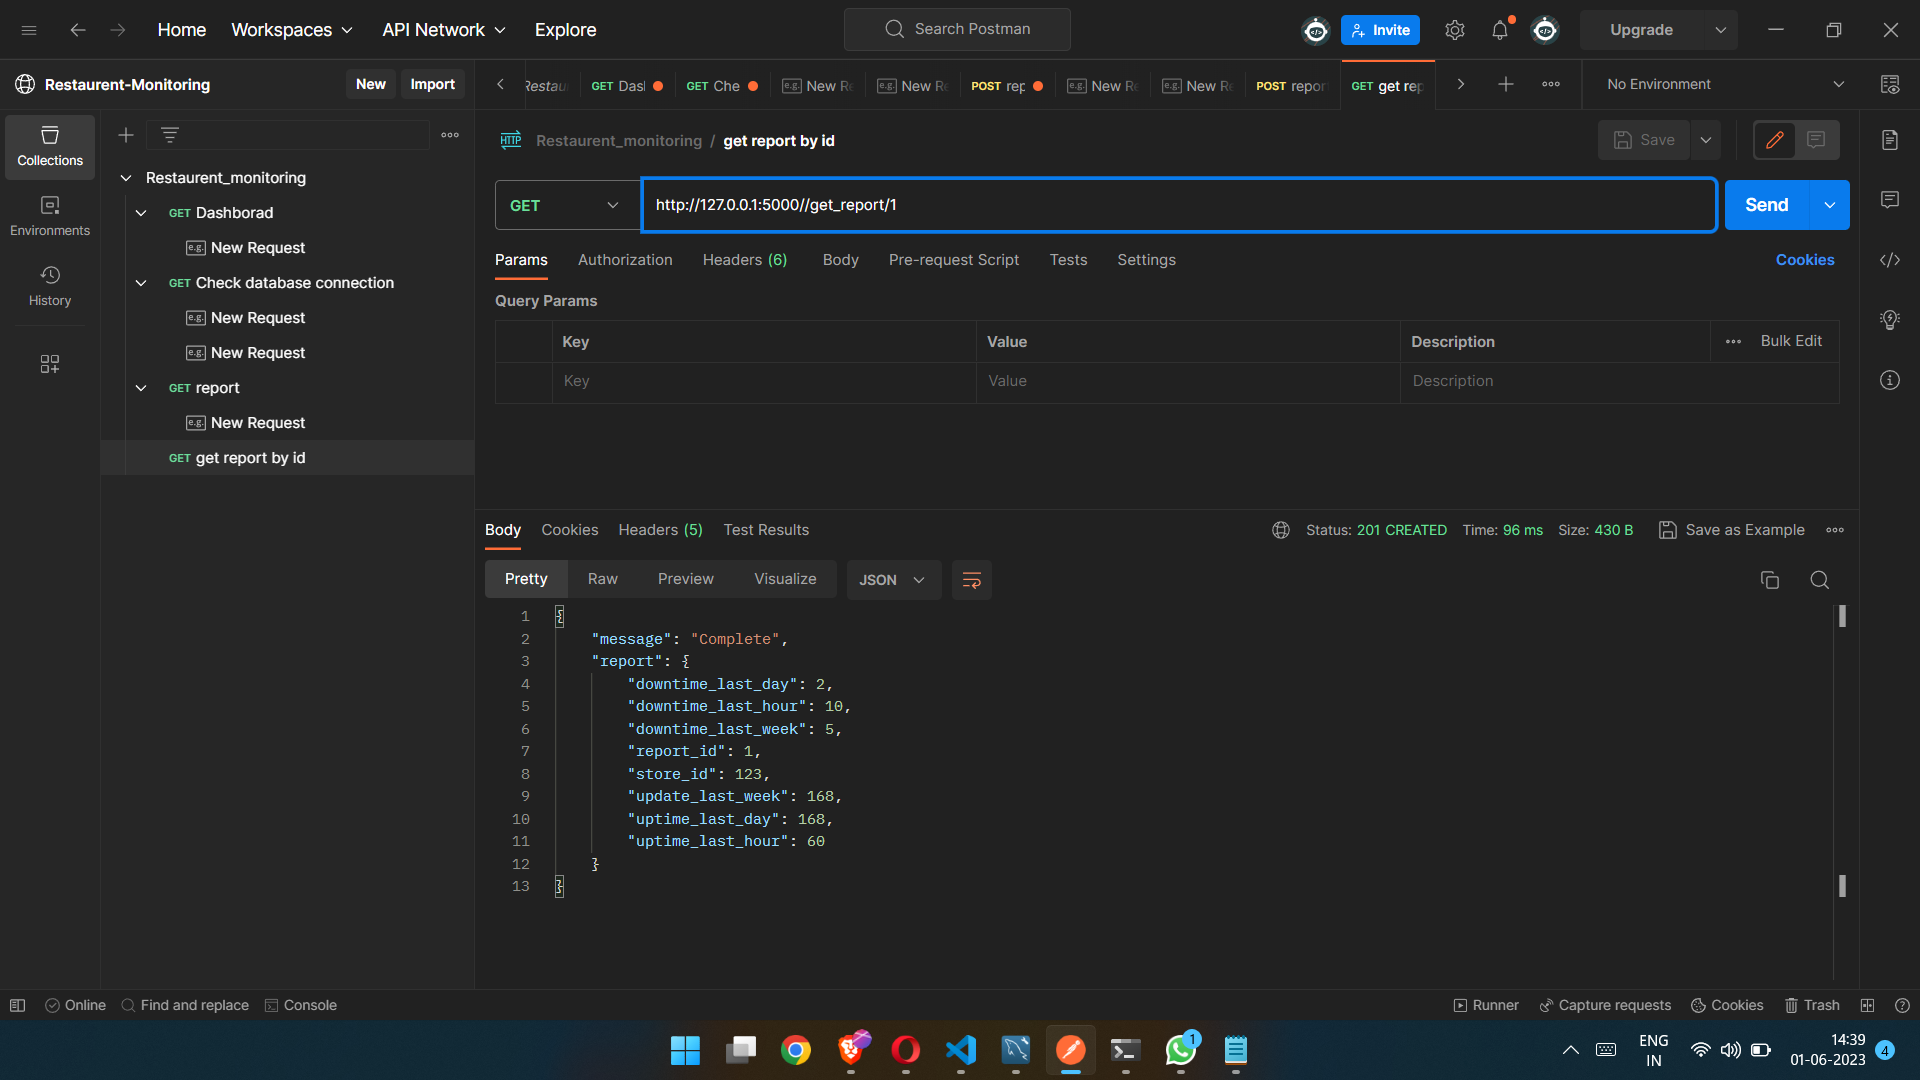 Home Workspaces API Network Explore Search Postman Invite Upgrade
Restaurent-Monitoring New Import
Restau GET Dasl GET Che e.g. New Re e.g. New Re POST rep e.g. New Re e.g. New Re POST repor GET get rep No Environment
Collections
Environments
History
Restaurent_monitoring
GET Dashborad
e.g. New Request
GET Check database connection
e.g. New Request
e.g. New Request
GET report
e.g. New Request
GET get report by id
HTTP Restaurent_monitoring / get report by id Save
GET http://127.0.0.1:5000//get_report/1 Send
Params Authorization Headers (6) Body Pre-request Script Tests Settings Cookies
Query Params
Key Value Description Bulk Edit
Key Value Description
Body Cookies Headers (5) Test Results Status: 201 CREATED Time: 96 ms Size: 430 B Save as Example
Pretty Raw Preview Visualize JSON
1 {
2 "message": "Complete",
3 "report": {
4 "downtime_last_day": 2,
5 "downtime_last_hour": 10,
6 "downtime_last_week": 5,
7 "report_id": 1,
8 "store_id": 123,
9 "update_last_week": 168,
10 "uptime_last_day": 168,
11 "uptime_last_hour": 60
12 }
13 }
Online Find and replace Console Runner Capture requests Cookies Trash
1
ENG
IN
14:39
01-06-2023
4